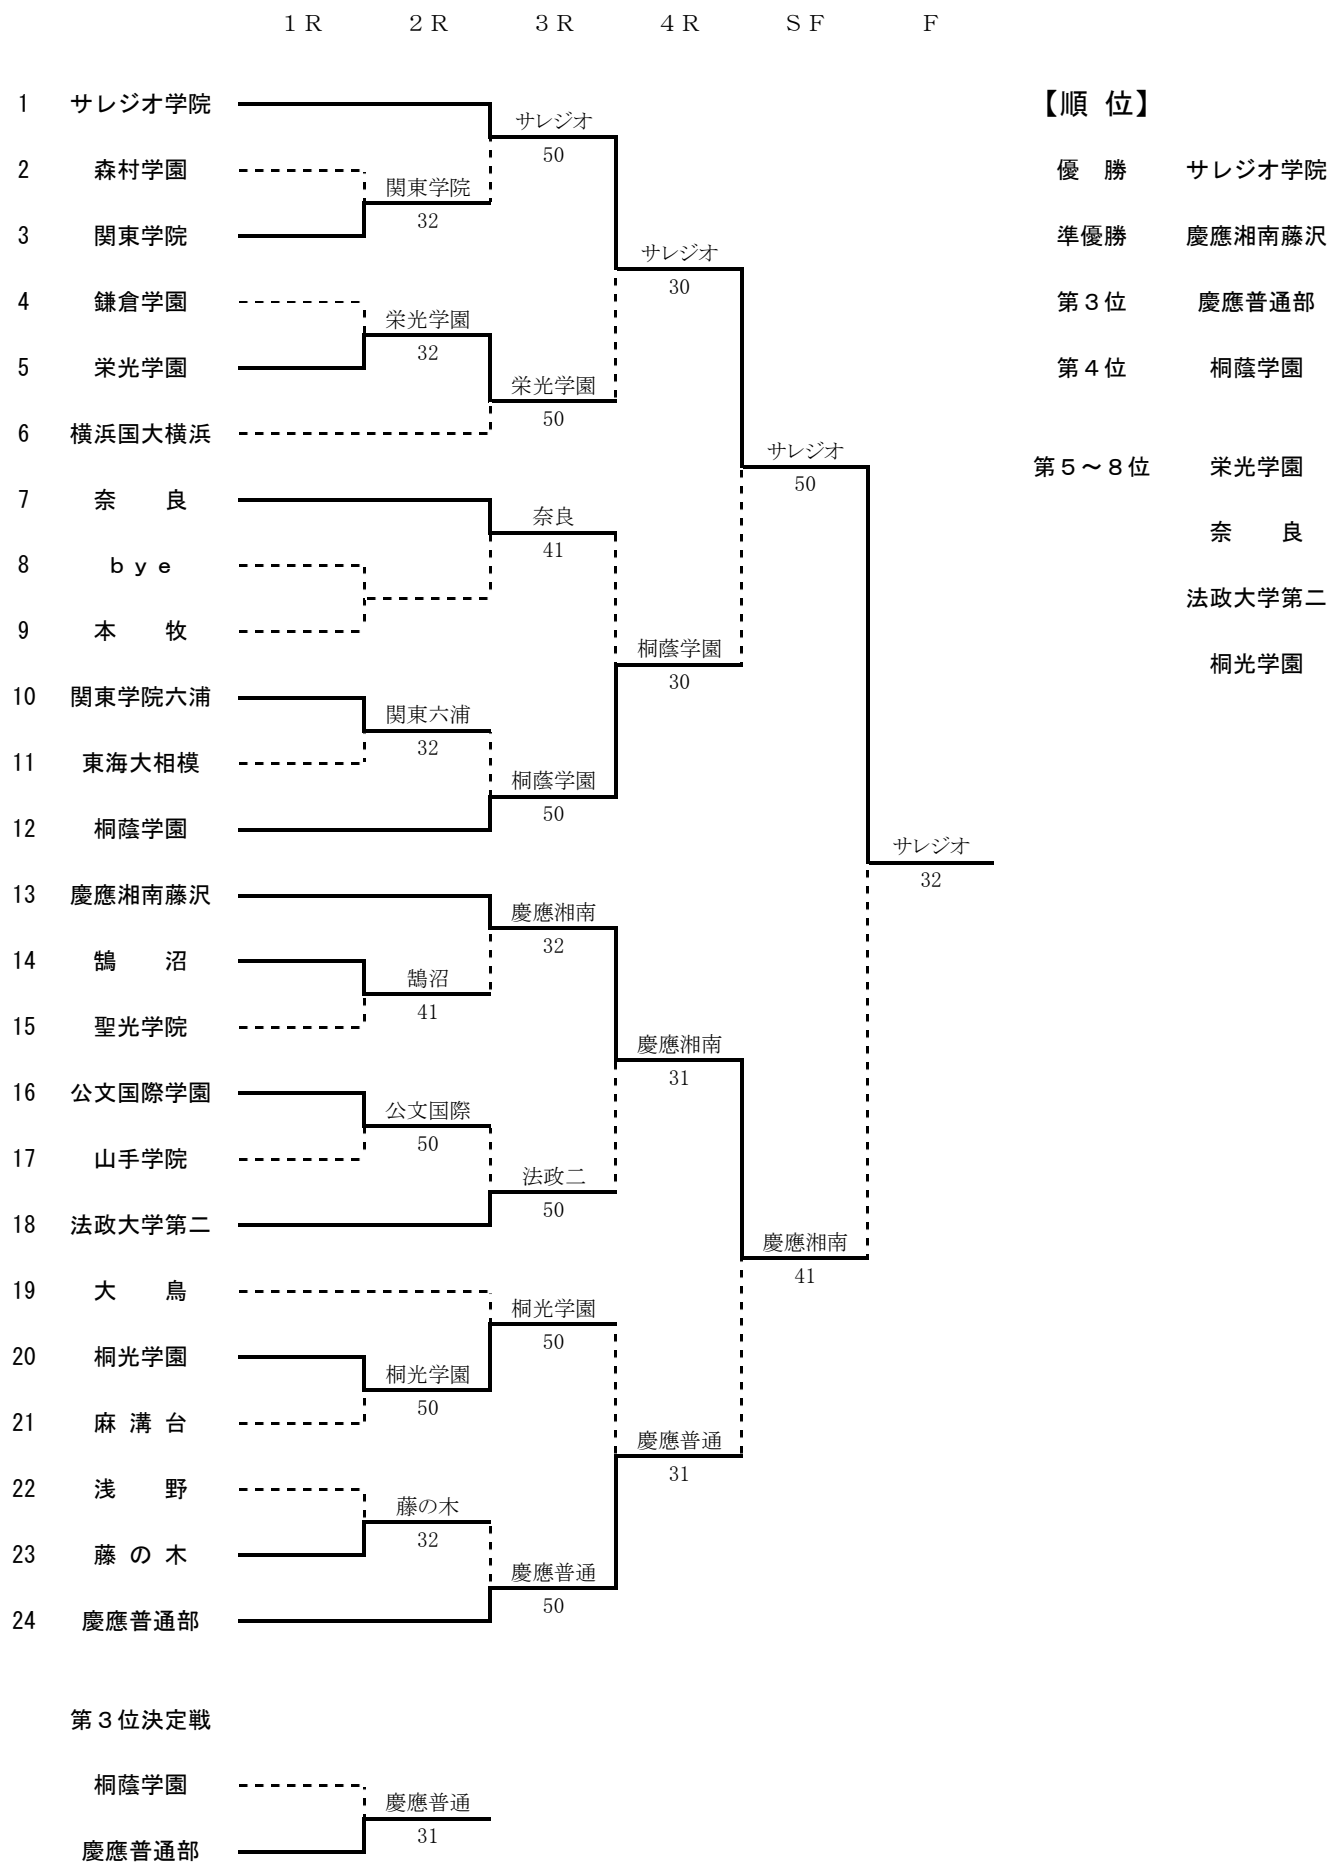 １Ｒ ２Ｒ ３Ｒ ４Ｒ ＳＦ Ｆ
1 サレジオ学院 【順 位】
サレジオ
50
2 森村学園 優 勝 サレジオ学院
関東学院
32
3 関東学院 準優勝 慶應湘南藤沢
サレジオ
30
4 鎌倉学園 第３位 慶應普通部
栄光学園
32
5 栄光学園 第４位 桐蔭学園
栄光学園
50
6 横浜国大横浜
サレジオ
50
第５～８位 栄光学園
7 奈 良
奈良
41
奈 良
8 ｂｙｅ
法政大学第二
9 本 牧
桐蔭学園
30
桐光学園
10 関東学院六浦
関東六浦
32
11 東海大相模
桐蔭学園
50
12 桐蔭学園
サレジオ
32
13 慶應湘南藤沢
慶應湘南
32
14 鵠 沼
鵠沼
41
15 聖光学院
慶應湘南
31
16 公文国際学園
公文国際
50
17 山手学院
法政二
50
18 法政大学第二
慶應湘南
41
19 大 鳥
桐光学園
50
20 桐光学園
桐光学園
50
21 麻 溝 台
慶應普通
31
22 浅 野
藤の木
32
23 藤 の 木
慶應普通
50
24 慶應普通部
第３位決定戦
桐蔭学園
慶應普通
31
慶應普通部